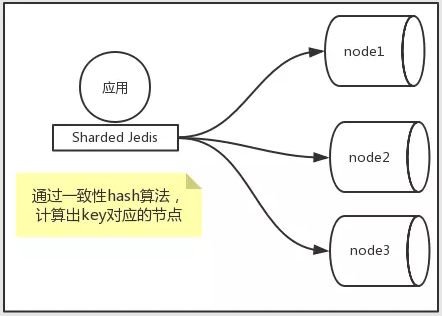 应用
Sharded Jedis
通过一致性hash算法，
计算出key对应的节点
node1
node2
node3